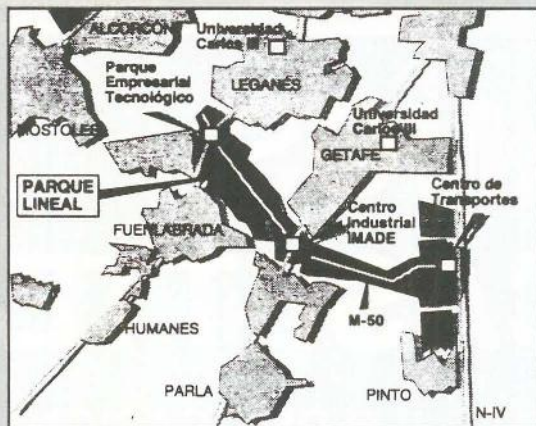 ALCORCON
Universidad
Carlos III
Parque
Empresarial
Tecnológico
LEGANÉS
MOSTOLES
Universidad
Carlos III
GETAFE
PARQUE
LINEAL
Centro de
Transportes
FUENLABRADA
Centro
Industrial
IMADE
M-50
HUMANES
PARLA
PINTO
N-IV